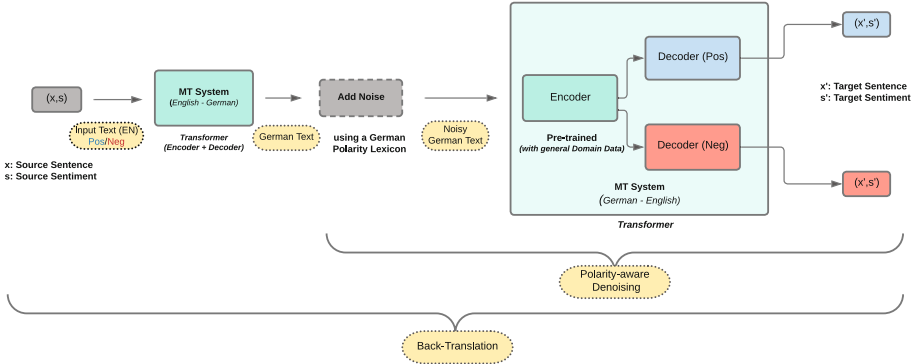 (x,s)
Input Text (EN)
Pos/Neg
x: Source Sentence
s: Source Sentiment
MT System
(English - German)
Transformer
(Encoder + Decoder)
German Text
Add Noise
using a German
Polarity Lexicon
Noisy
German Text
Encoder
Pre-trained
(with general Domain Data)
Decoder (Pos)
Decoder (Neg)
MT System
(German - English)
Transformer
(x',s')
x': Target Sentence
s': Target Sentiment
(x',s')
Polarity-aware
Denoising
Back-Translation